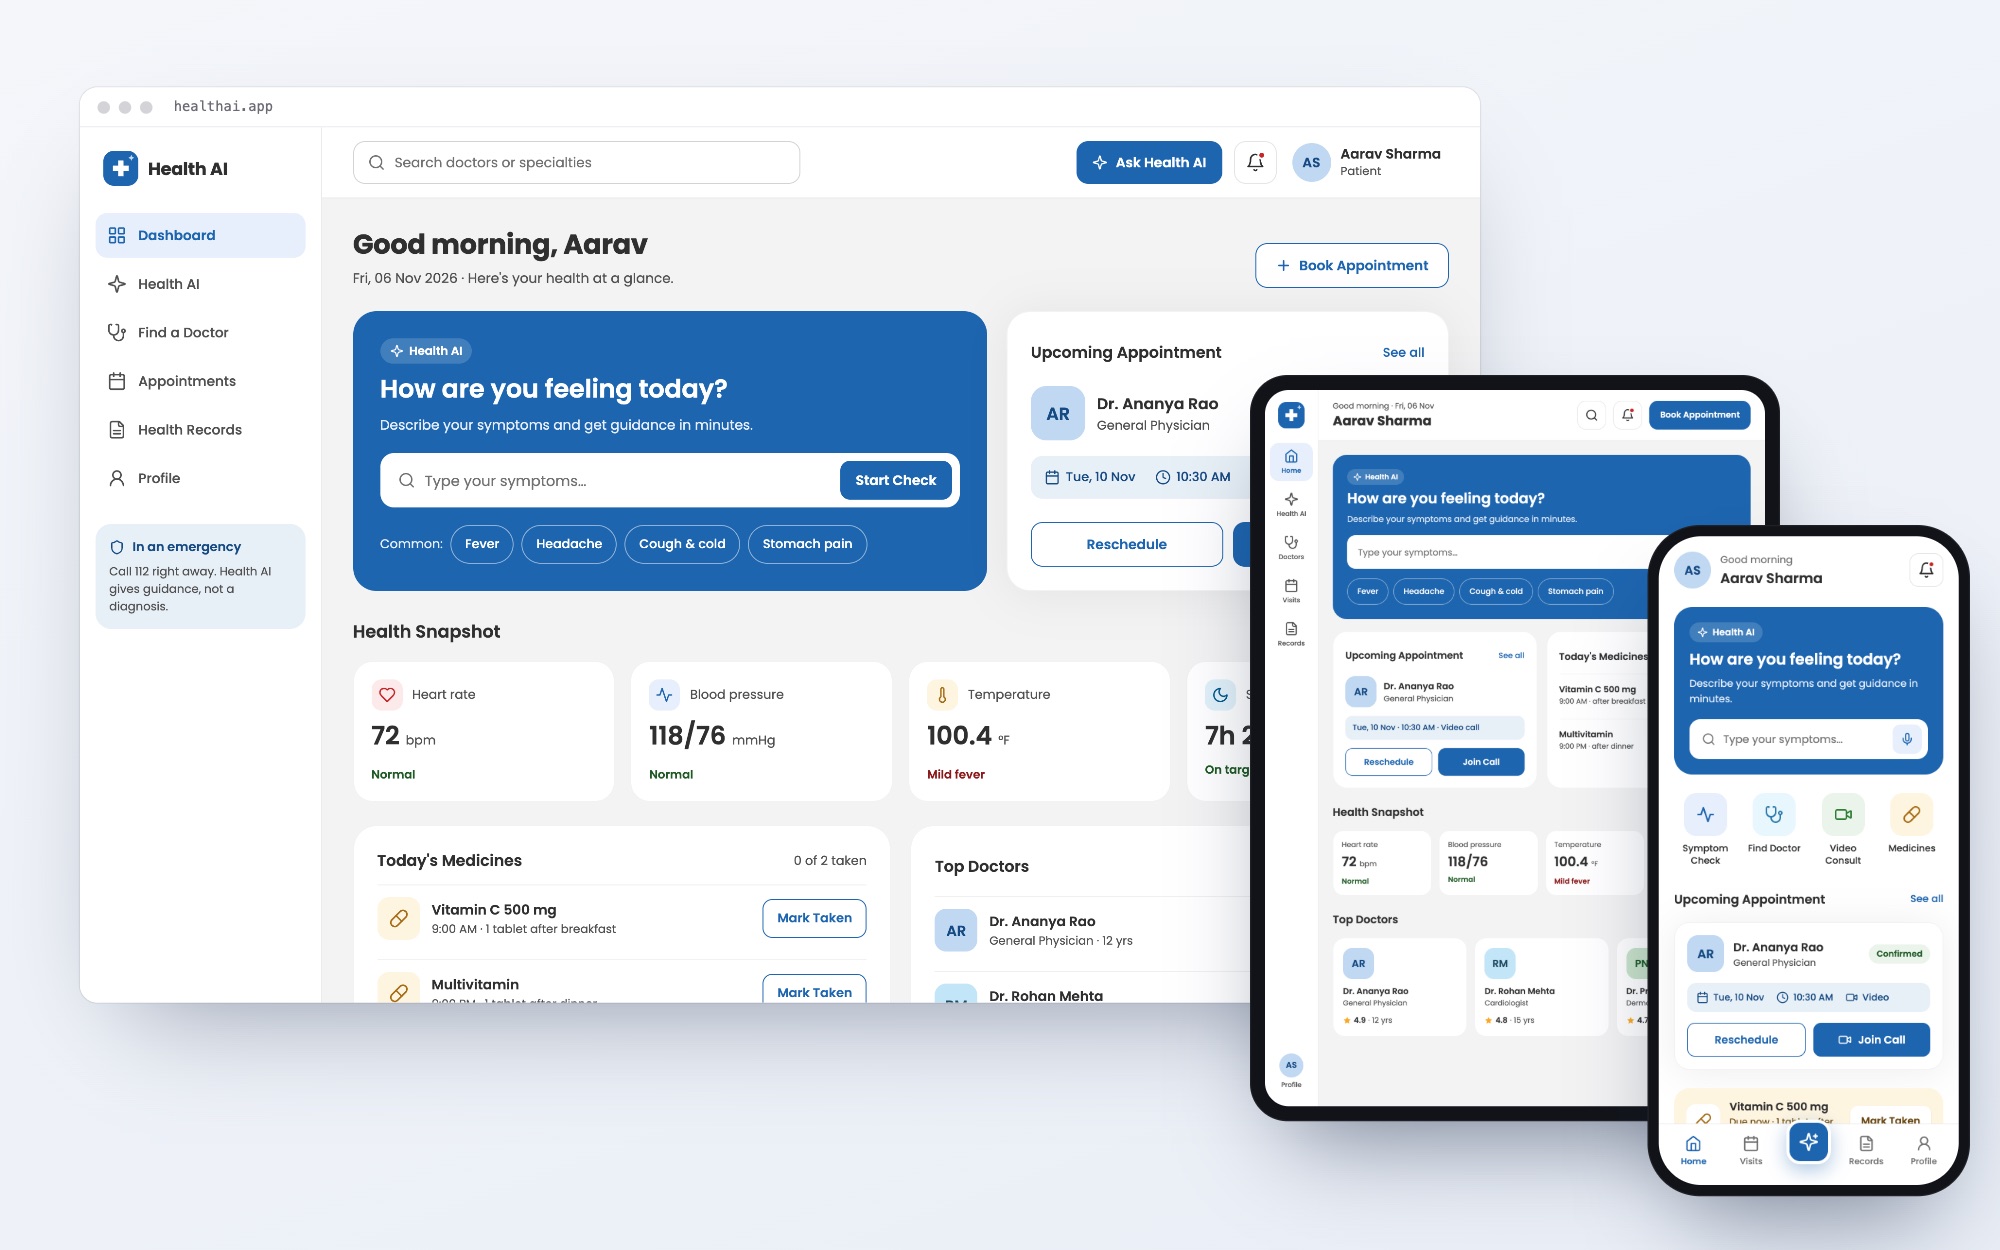 healthai.app
Health AI
Dashboard
Health AI
Find a Doctor
Appointments
Health Records
Profile
In an emergency
Call 112 right away. Health AI
gives guidance, not a
diagnosis.
Search doctors or specialties
Ask Health AI
AS
Aarav Sharma
Patient
Good morning, Aarav
Fri, 06 Nov 2026 · Here's your health at a glance.
+ Book Appointment
Health AI
How are you feeling today?
Describe your symptoms and get guidance in minutes.
Type your symptoms...
Start Check
Common: Fever Headache Cough & cold Stomach pain
Upcoming Appointment See all
AR
Dr. Ananya Rao
General Physician
Tue, 10 Nov 10:30 AM
Reschedule
Health Snapshot
Heart rate
72 bpm
Normal
Blood pressure
118/76 mmHg
Normal
Temperature
100.4 °F
Mild fever
7h
On
Today's Medicines 0 of 2 taken
Vitamin C 500 mg
9:00 AM · 1 tablet after breakfast
Mark Taken
Multivitamin
9:00 PM · 1 tablet after dinner
Mark Taken
Top Doctors
AR
Dr. Ananya Rao
General Physician · 12 yrs
Dr. Rohan Mehta
Home
Health AI
Doctors
Visits
Records
AS
Profile
Good morning · Fri, 06 Nov
Aarav Sharma
Book Appointment
Health AI
How are you feeling today?
Describe your symptoms and get guidance in minutes.
Type your symptoms...
Fever Headache Cough & cold Stomach pain
Upcoming Appointment See all
AR
Dr. Ananya Rao
General Physician
Tue, 10 Nov · 10:30 AM · Video call
Reschedule Join Call
Today's Medicines
Vitamin C 500 mg
9:00 AM · after breakfast
Multivitamin
9:00 PM · after dinner
Health Snapshot
Heart rate
72 bpm
Normal
Blood pressure
118/76
Normal
Temperature
100.4 °F
Mild fever
Top Doctors
AR
Dr. Ananya Rao
General Physician
4.9 · 12 yrs
RM
Dr. Rohan Mehta
Cardiologist
4.8 · 15 yrs
PN
Dr.
4.7
AS
Good morning
Aarav Sharma
Health AI
How are you feeling today?
Describe your symptoms and get guidance in
minutes.
Type your symptoms...
Symptom
Check
Find Doctor
Video
Consult
Medicines
Upcoming Appointment See all
AR
Dr. Ananya Rao
General Physician
Confirmed
Tue, 10 Nov 10:30 AM Video
Reschedule Join Call
Vitamin C 500 mg
Due now · 1
Mark Taken
Home
Visits
Records
Profile